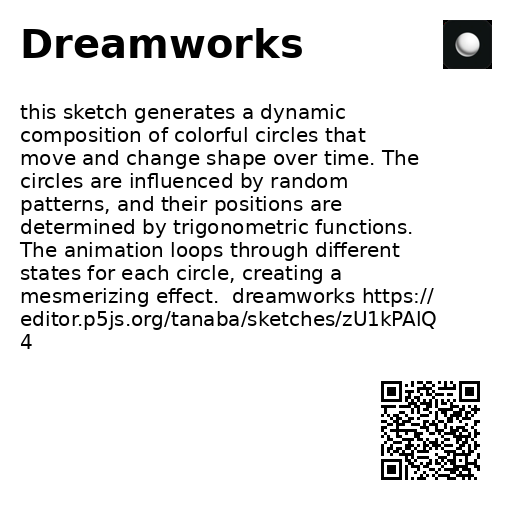 Dreamworks
this sketch generates a dynamic
composition of colorful circles that
move and change shape over time. The
circles are influenced by random
patterns, and their positions are
determined by trigonometric functions.
The animation loops through different
states for each circle, creating a
mesmerizing effect.  dreamworks https://
editor.p5js.org/tanaba/sketches/zU1kPAlQ
4